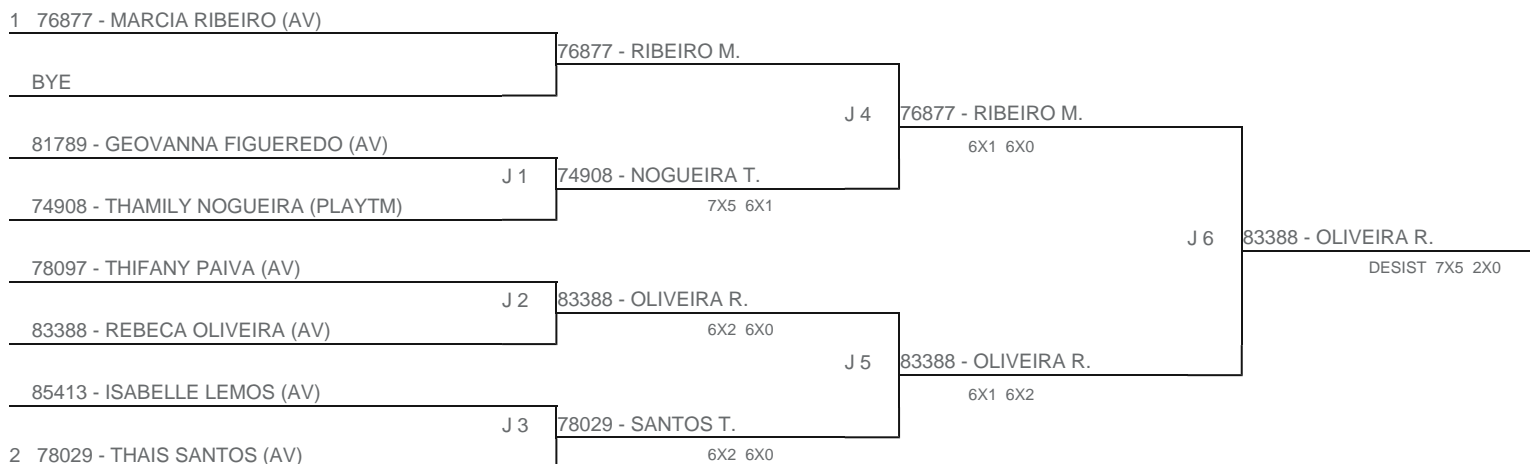 1 76877 - MARCIA RIBEIRO (AV)
76877 - RIBEIRO M.
BYE
J 4
76877 - RIBEIRO M.
6X1 6X0
81789 - GEOVANNA FIGUEREDO (AV)
J 1
74908 - NOGUEIRA T.
7X5 6X1
74908 - THAMILY NOGUEIRA (PLAYTM)
J 6
83388 - OLIVEIRA R.
DESIST 7X5 2X0
78097 - THIFANY PAIVA (AV)
J 2
83388 - OLIVEIRA R.
6X2 6X0
83388 - REBECA OLIVEIRA (AV)
J 5
83388 - OLIVEIRA R.
6X1 6X2
85413 - ISABELLE LEMOS (AV)
J 3
78029 - SANTOS T.
6X2 6X0
2 78029 - THAIS SANTOS (AV)